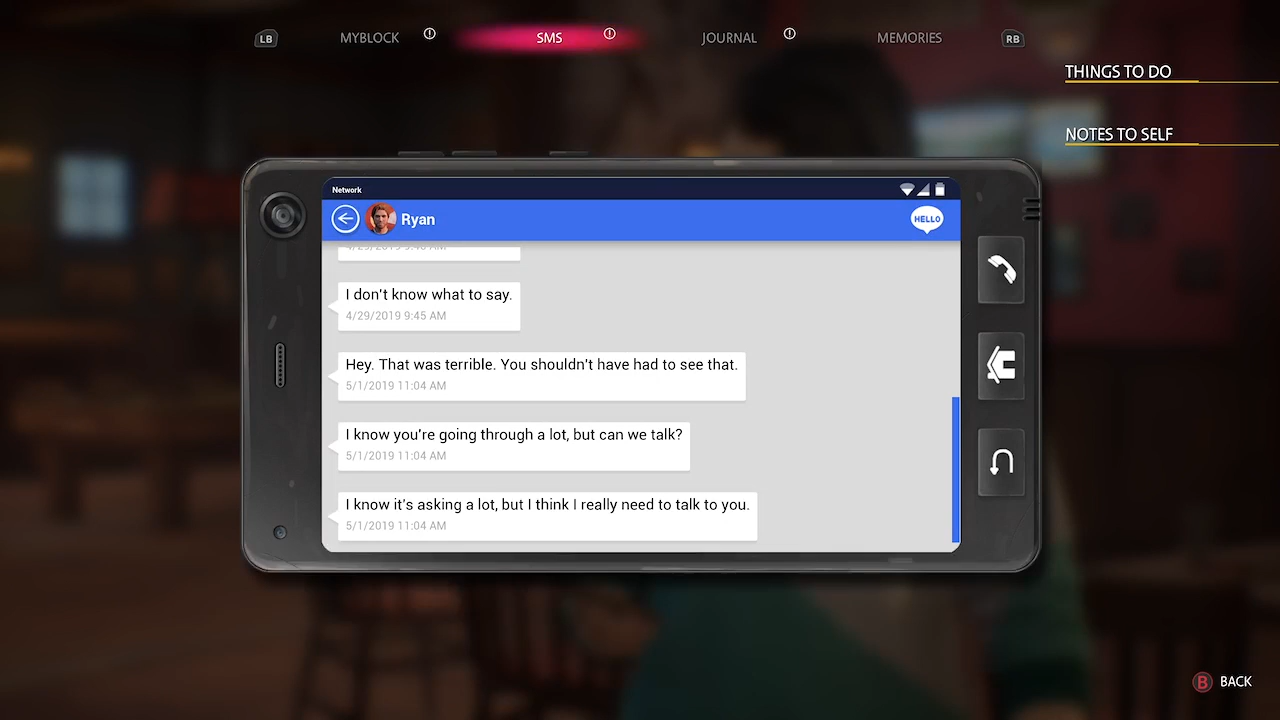 LB MYBLOCK SMS JOURNAL MEMORIES RB
THINGS TO DO
NOTES TO SELF
Network
Ryan
HELLO
I don't know what to say.
4/29/2019 9:45 AM
Hey. That was terrible. You shouldn't have had to see that.
5/1/2019 11:04 AM
I know you're going through a lot, but can we talk?
5/1/2019 11:04 AM
I know it's asking a lot, but I think I really need to talk to you.
5/1/2019 11:04 AM
B BACK